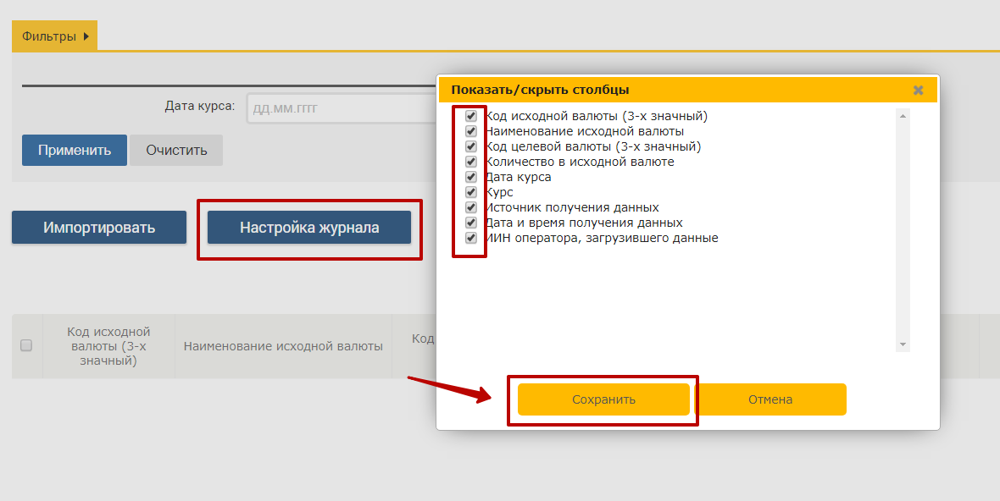 Фильтры
Показать/скрыть столбцы
Дата курса:
дд.мм.гггг
Применить
Очистить
Код исходной валюты (3-х значный)
Наименование исходной валюты
Код целевой валюты (3-х значный)
Количество в исходной валюте
Дата курса
Курс
Источник получения данных
Дата и время получения данных
ИИН оператора, загрузившего данные
Импортировать
Настройка журнала
Код исходной
валюты (3-х
значный)
Наименование исходной валюты
Код
Сохранить
Отмена